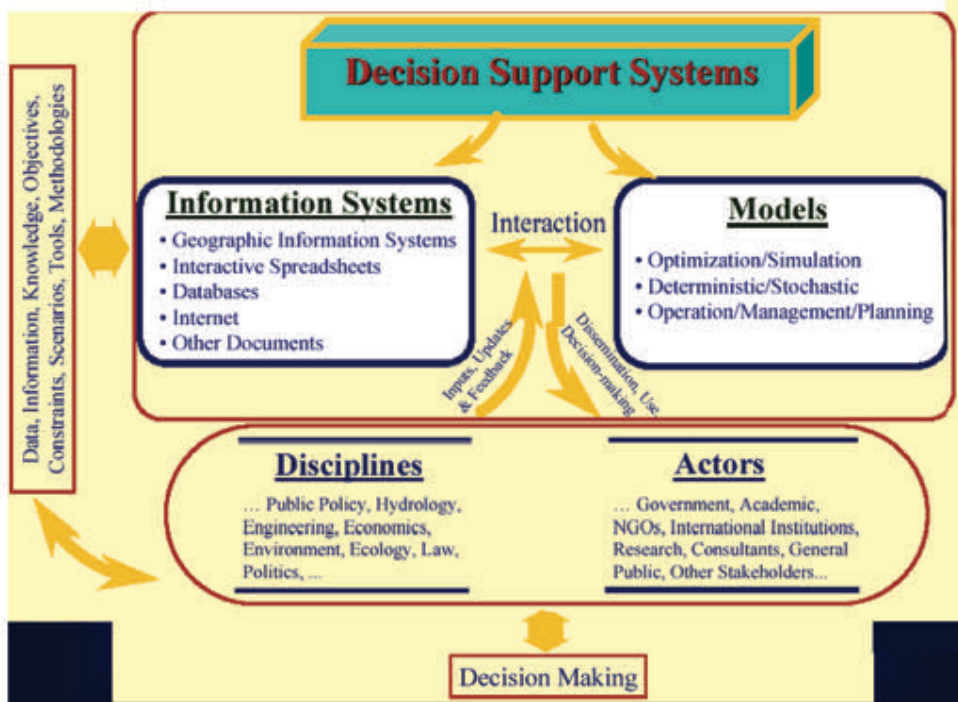 Decision Support Systems
Data, Information, Knowledge, Objectives,
Constraints, Scenarios, Tools, Methodologies
Information Systems
• Geographic Information Systems
• Interactive Spreadsheets
• Databases
• Internet
• Other Documents
Interaction
Models
• Optimization/Simulation
• Deterministic/Stochastic
• Operation/Management/Planning
Inputs, Updates
& Feedback
Dissemination, Use,
Decision-making
Disciplines
... Public Policy, Hydrology,
Engineering, Economics,
Environment, Ecology, Law,
Politics, ...
Actors
... Government, Academic,
NGOs, International Institutions,
Research, Consultants, General
Public, Other Stakeholders...
Decision Making